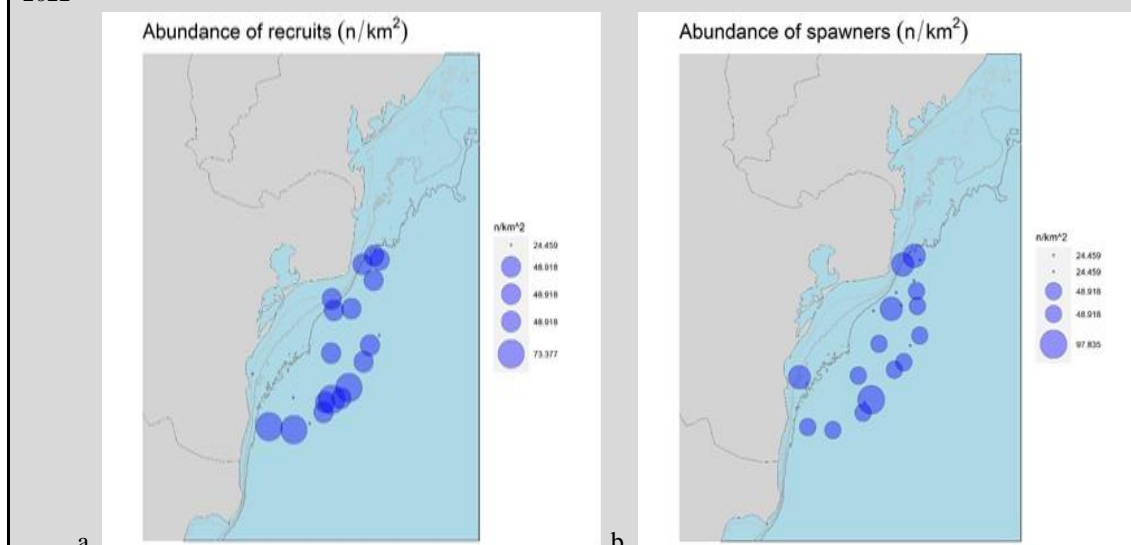 2022
Abundance of recruits (n/km²)
n/km^2
24.459
48.918
48.918
48.918
73.377
a
Abundance of spawners (n/km²)
n/km^2
24.459
24.459
48.918
48.918
97.835
b